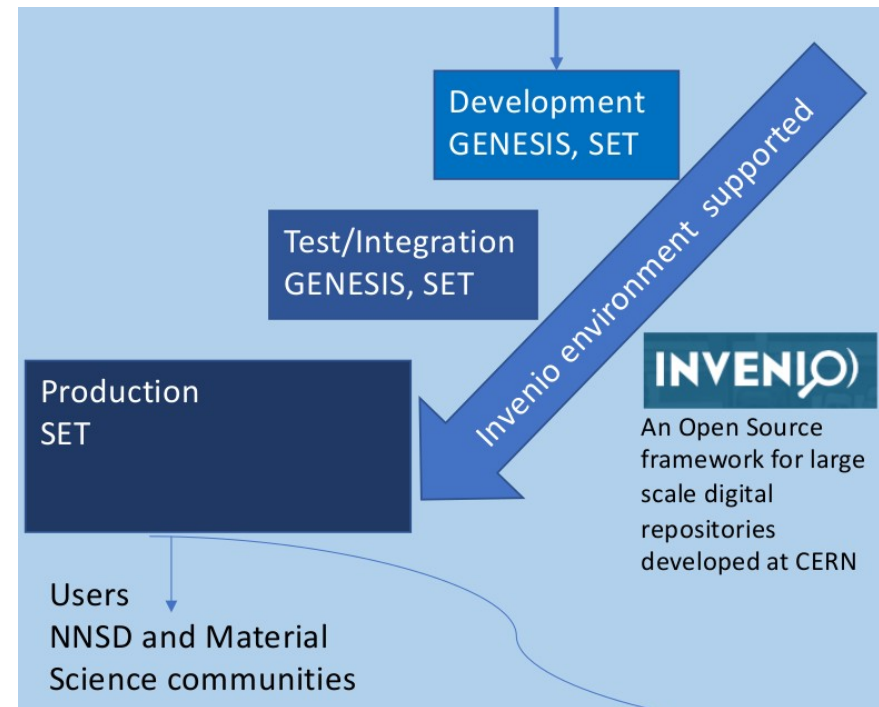 Development
GENESIS, SET
Test/Integration
GENESIS, SET
Invenio environment supported
Production
SET
INVENIO
An Open Source
framework for large
scale digital
repositories
developed at CERN
Users
NNSD and Material
Science communities